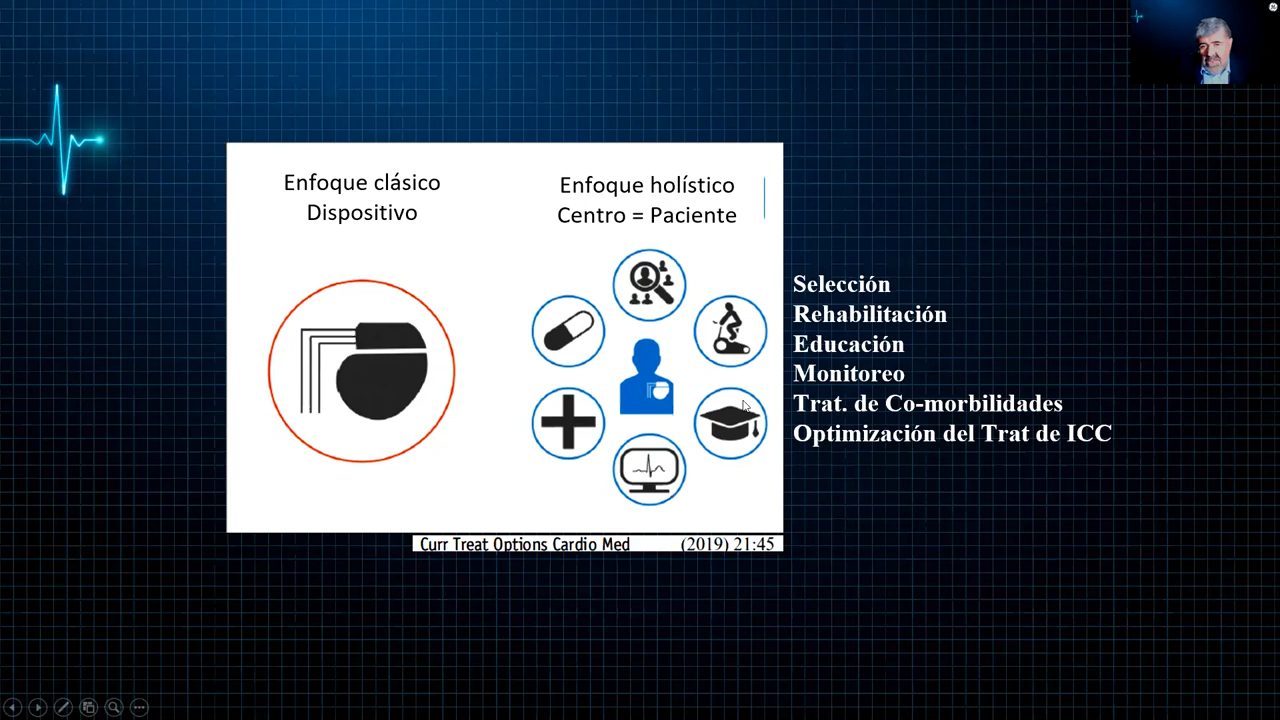 Enfoque clásico
Dispositivo
Enfoque holístico
Centro = Paciente
Selección
Rehabilitación
Educación
Monitoreo
Trat. de Co-morbilidades
Optimización del Trat de ICC
Curr Treat Options Cardio Med (2019) 21:45